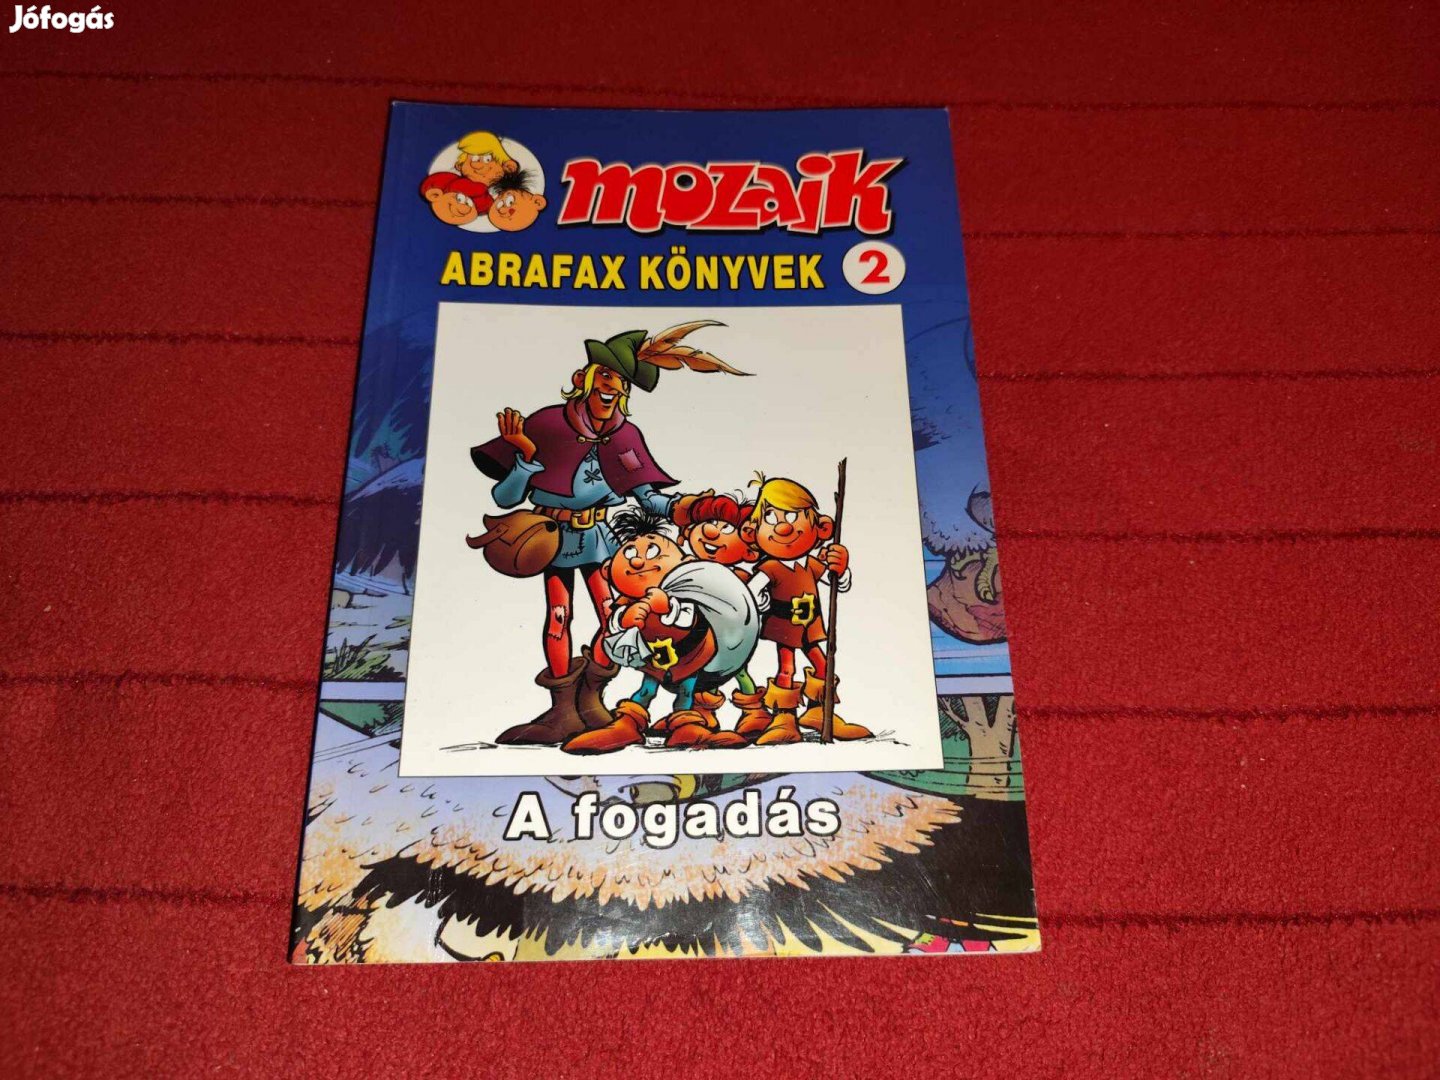 Jófogás
mozaik
ABRAFAX KÖNYVEK 2
A fogadás